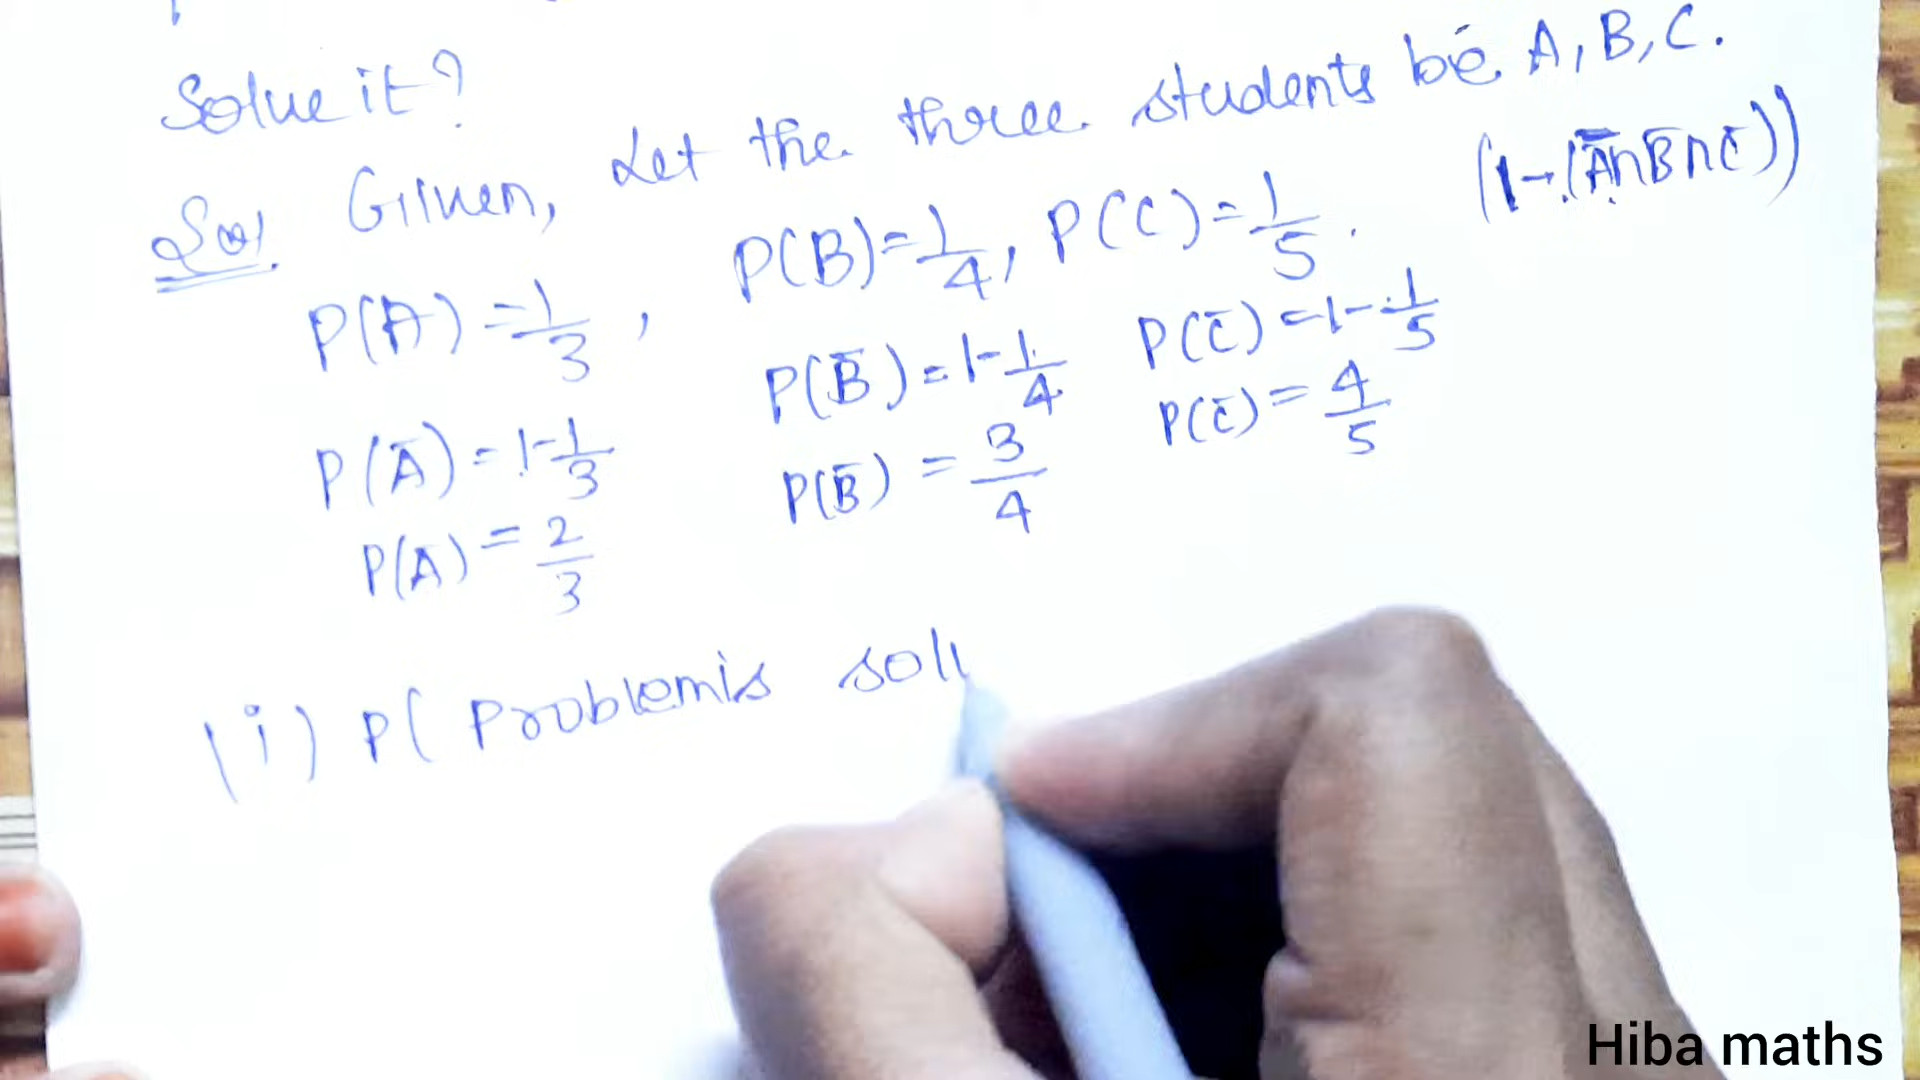 Solve it?
Sol Given, Let the three students be A, B, C.
(1-(A̅∩B̅∩C̅))
P(A) = 1/3, P(B) = 1/4, P(C) = 1/5.
P(A̅) = 1-1/3 P(B̅) = 1-1/4 P(C̅) = 1-1/5
P(A̅) = 2/3 P(B̅) = 3/4 P(C̅) = 4/5
(i) P( Problem is solv
Hiba maths